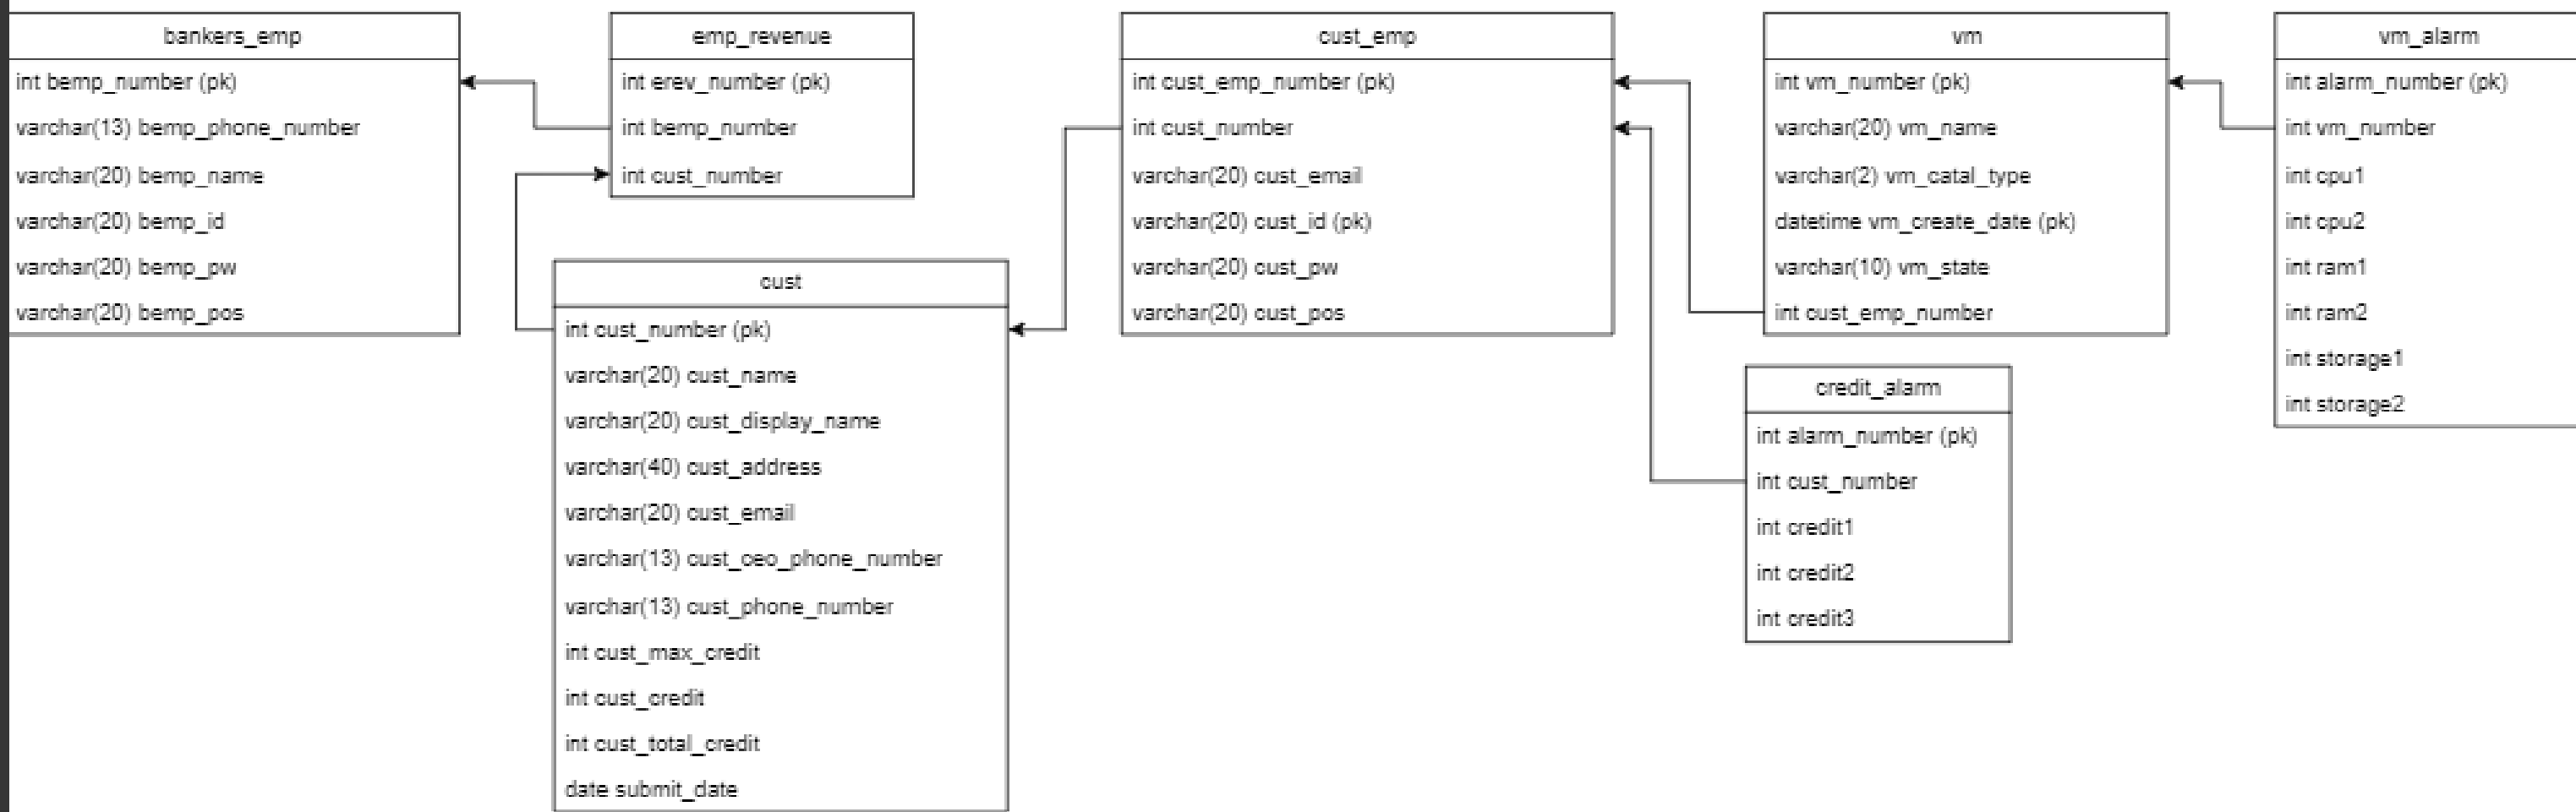 bankers_emp
int bemp_number (pk)
varchar(13) bemp_phone_number
varchar(20) bemp_name
varchar(20) bemp_id
varchar(20) bemp_pw
varchar(20) bemp_pos
emp_revenue
int erev_number (pk)
int bemp_number
int cust_number
cust
int cust_number (pk)
varchar(20) cust_name
varchar(20) cust_display_name
varchar(40) cust_address
varchar(20) cust_email
varchar(13) cust_ceo_phone_number
varchar(13) cust_phone_number
int cust_max_credit
int cust_credit
int cust_total_credit
date submit_date
cust_emp
int cust_emp_number (pk)
int cust_number
varchar(20) cust_email
varchar(20) cust_id (pk)
varchar(20) cust_pw
varchar(20) cust_pos
vm
int vm_number (pk)
varchar(20) vm_name
varchar(2) vm_catal_type
datetime vm_create_date (pk)
varchar(10) vm_state
int cust_emp_number
credit_alarm
int alarm_number (pk)
int cust_number
int credit1
int credit2
int credit3
vm_alarm
int alarm_number (pk)
int vm_number
int cpu1
int cpu2
int ram1
int ram2
int storage1
int storage2